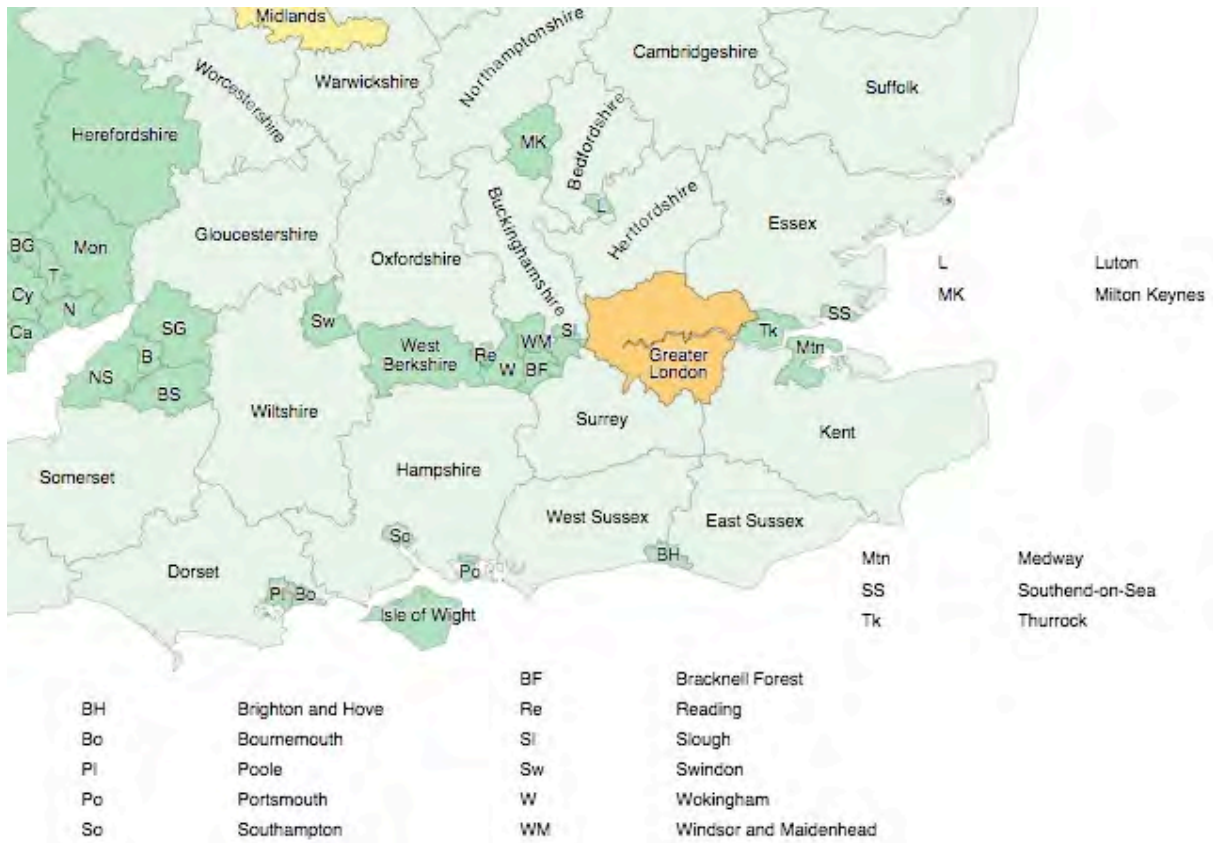 Midlands
Northamptonshire
Cambridgeshire
Worcestershire
Warwickshire
Suffolk
Herefordshire
MK
Bedfordshire
Buckinghamshire
L
Hertfordshire
Essex
BG
Mon
Gloucestershire
Oxfordshire
T
Cy
N
Ca
SG
Sw
B
NS
BS
West
Berkshire
Re
WM
Sl
W
BF
Greater
London
Tk
SS
Mtn
L Luton
MK Milton Keynes
Wiltshire
Surrey
Kent
Somerset
Hampshire
West Sussex
East Sussex
So
BH
Dorset
Po
Pl
Bo
Isle of Wight
Mtn Medway
SS Southend-on-Sea
Tk Thurrock
BH Brighton and Hove
Bo Bournemouth
Pl Poole
Po Portsmouth
So Southampton
BF Bracknell Forest
Re Reading
Sl Slough
Sw Swindon
W Wokingham
WM Windsor and Maidenhead